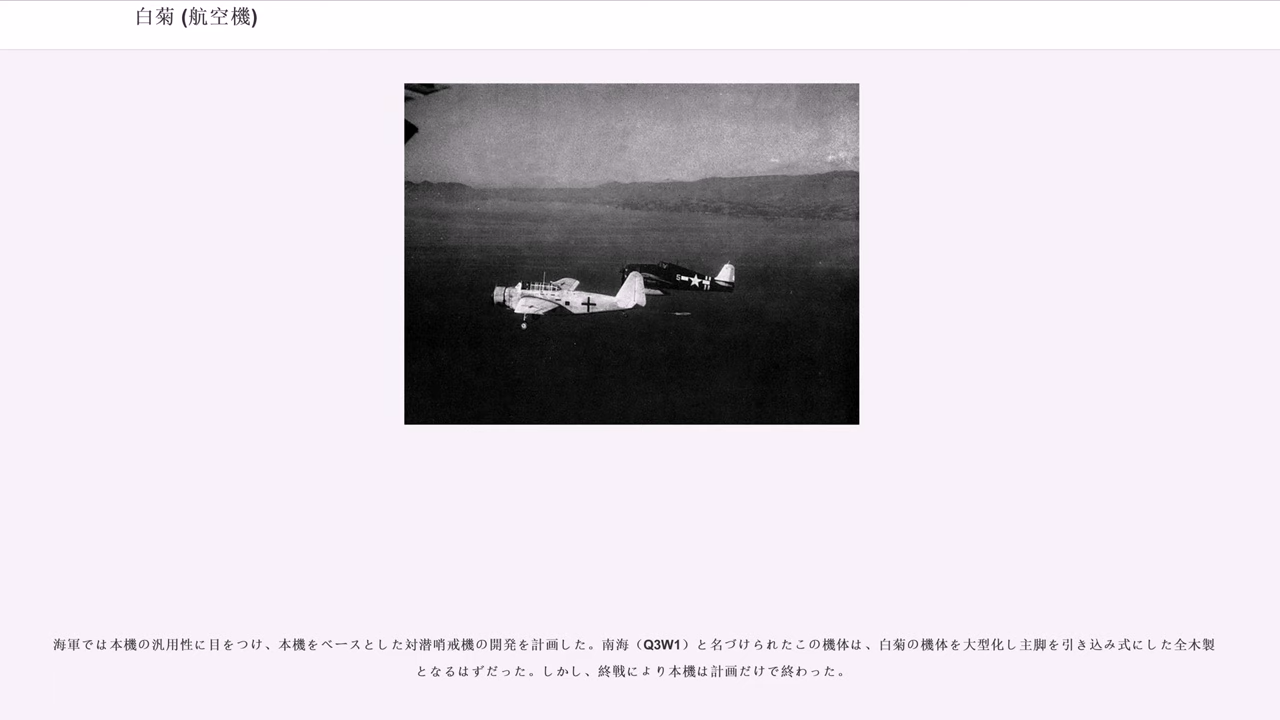 白菊 (航空機)
海軍では本機の汎用性に目をつけ、本機をベースとした対潜哨戒機の開発を計画した。南海（Q3W1）と名づけられたこの機体は、白菊の機体を大型化し主脚を引き込み式にした全木製
となるはずだった。しかし、終戦により本機は計画だけで終わった。